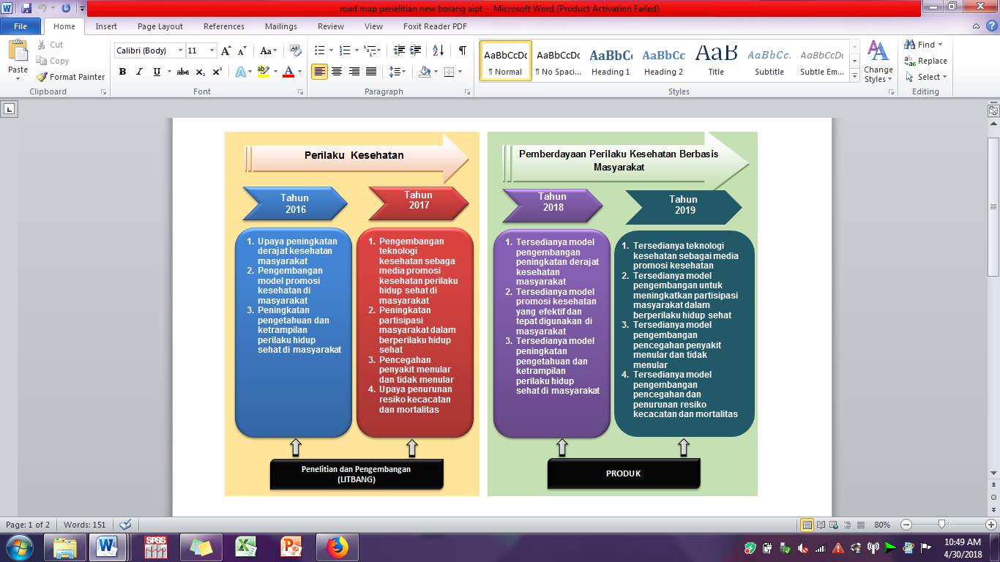 road map penelitian new borang aipt - Microsoft Word (Product Activation Failed)
File Home Insert Page Layout References Mailings Review View Foxit Reader PDF
Paste
Cut
Copy
Format Painter
Clipboard
Calibri (Body) 11
Font
Paragraph
AaBbCcDc AaBbCcDc AaBbC AaBbCc AaB AaBbCc. AaBbCcDc
¶ Normal ¶ No Spaci... Heading 1 Heading 2 Title Subtitle Subtle Em...
Styles
Change
Styles
Find
Replace
Select
Editing
Perilaku Kesehatan
Tahun
2016
Tahun
2017
1. Upaya peningkatan
derajat kesehatan
masyarakat
2. Pengembangan
model promosi
kesehatan di
masyarakat
3. Peningkatan
pengetahuan dan
ketrampilan
perilaku hidup
sehat di masyarakat
1. Pengembangan
teknologi
kesehatan sebaga
media promosi
kesehatan perilaku
hidup sehat di
masyarakat
2. Peningkatan
partisipasi
masyarakat dalam
berperilaku hidup
sehat
3. Pencegahan
penyakit menular
dan tidak menular
4. Upaya penurunan
resiko kecacatan
dan mortalitas
Penelitian dan Pengembangan
(LITBANG)
Pemberdayaan Perilaku Kesehatan Berbasis
Masyarakat
Tahun
2018
Tahun
2019
1. Tersedianya model
pengembangan
peningkatan derajat
kesehatan
masyarakat
2. Tersedianya model
promosi kesehatan
yang efektif dan
tepat digunakan di
masyarakat
3. Tersedianya model
peningkatan
pengetahuan dan
ketrampilan
perilaku hidup
sehat di masyarakat
1. Tersedianya teknologi
kesehatan sebagai media
promosi kesehatan
2. Tersedianya model
pengembangan untuk
meningkatkan partisipasi
masyarakat dalam
berperilaku hidup sehat
3. Tersedianya model
pengembangan
pencegahan penyakit
menular dan tidak
menular
4. Tersedianya model
pengembangan
pencegahan dan
penurunan resiko
kecacatan dan mortalitas
PRODUK
Page: 1 of 2 Words: 151 80%
SPSS
10:49 AM
4/30/2018